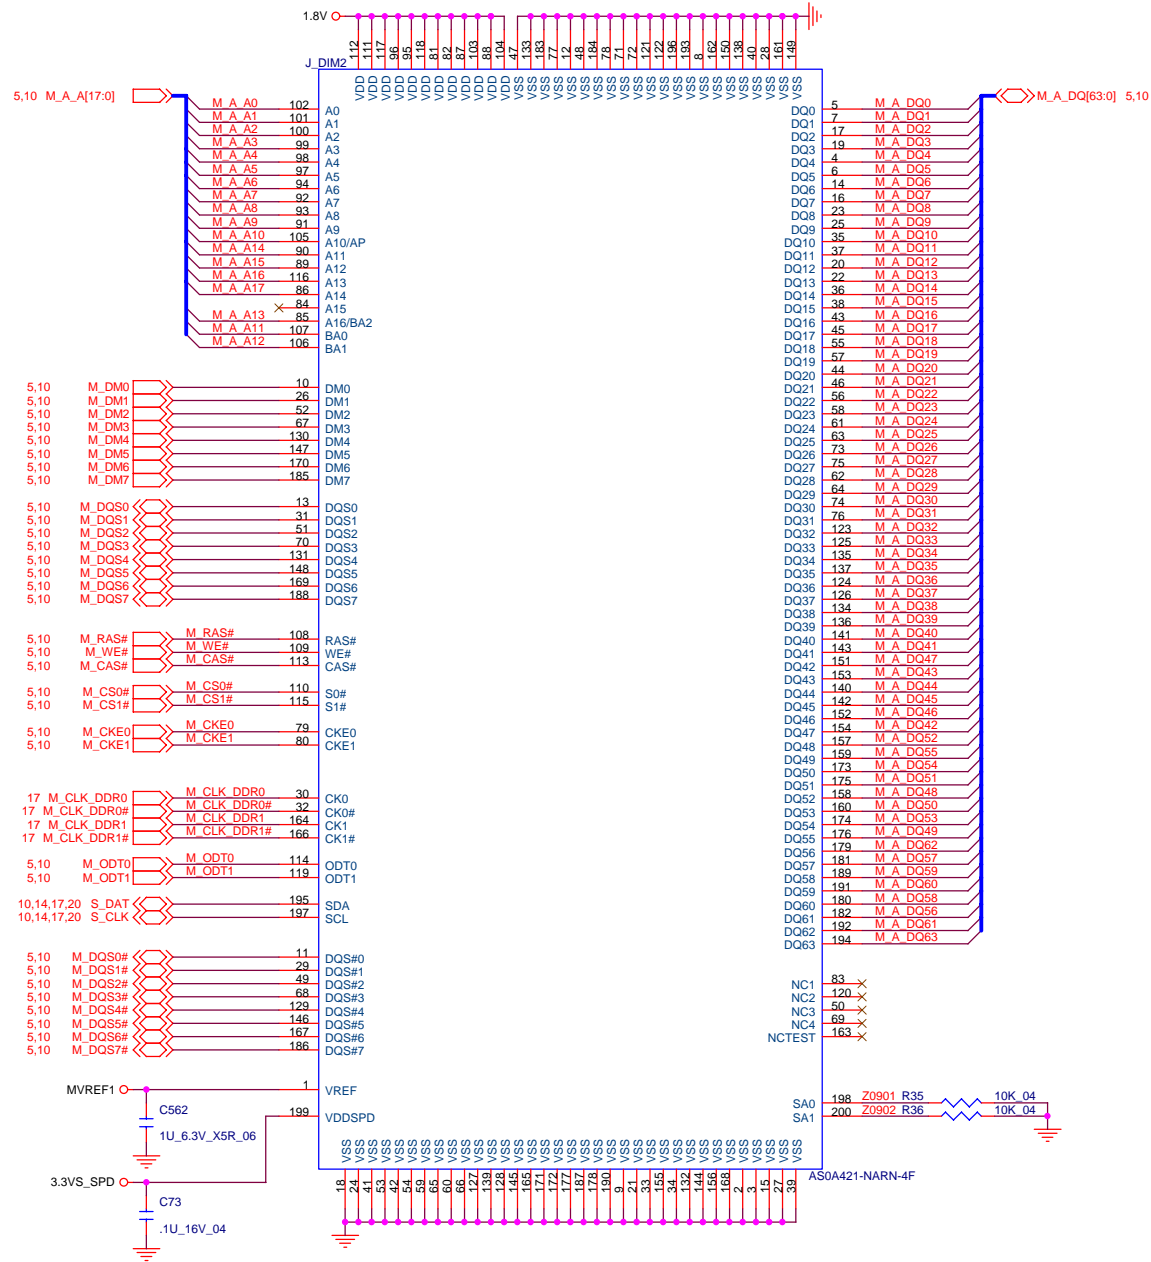 1.8V
112 111 117 96 95 118 81 82 87 103 88 104 47 133 183 77 12 48 184 78 71 72 121 122 196 193 8 162 150 138 40 28 161 149
J_DIM2
VDD VDD VDD VDD VDD VDD VDD VDD VDD VDD VDD VDD VSS VSS VSS VSS VSS VSS VSS VSS VSS VSS VSS VSS VSS VSS VSS VSS VSS VSS VSS VSS VSS VSS
5,10 M_A_A[17:0]
M_A_DQ[63:0] 5,10
M_A_A0 102 A0
M_A_A1 101 A1
M_A_A2 100 A2
M_A_A3 99 A3
M_A_A4 98 A4
M_A_A5 97 A5
M_A_A6 94 A6
M_A_A7 92 A7
M_A_A8 93 A8
M_A_A9 91 A9
M_A_A10 105 A10/AP
M_A_A14 90 A11
M_A_A15 89 A12
M_A_A16 116 A13
M_A_A17 86 A14
84 A15
M_A_A13 85 A16/BA2
M_A_A11 107 BA0
M_A_A12 106 BA1
5,10 M_DM0 10 DM0
5,10 M_DM1 26 DM1
5,10 M_DM2 52 DM2
5,10 M_DM3 67 DM3
5,10 M_DM4 130 DM4
5,10 M_DM5 147 DM5
5,10 M_DM6 170 DM6
5,10 M_DM7 185 DM7
5,10 M_DQS0 13 DQS0
5,10 M_DQS1 31 DQS1
5,10 M_DQS2 51 DQS2
5,10 M_DQS3 70 DQS3
5,10 M_DQS4 131 DQS4
5,10 M_DQS5 148 DQS5
5,10 M_DQS6 169 DQS6
5,10 M_DQS7 188 DQS7
5,10 M_RAS# M_RAS# 108 RAS#
5,10 M_WE# M_WE# 109 WE#
5,10 M_CAS# M_CAS# 113 CAS#
5,10 M_CS0# M_CS0# 110 S0#
5,10 M_CS1# M_CS1# 115 S1#
5,10 M_CKE0 M_CKE0 79 CKE0
5,10 M_CKE1 M_CKE1 80 CKE1
17 M_CLK_DDR0 M_CLK_DDR0 30 CK0
17 M_CLK_DDR0# M_CLK_DDR0# 32 CK0#
17 M_CLK_DDR1 M_CLK_DDR1 164 CK1
17 M_CLK_DDR1# M_CLK_DDR1# 166 CK1#
5,10 M_ODT0 M_ODT0 114 ODT0
5,10 M_ODT1 M_ODT1 119 ODT1
10,14,17,20 S_DAT 195 SDA
10,14,17,20 S_CLK 197 SCL
5,10 M_DQS0# 11 DQS#0
5,10 M_DQS1# 29 DQS#1
5,10 M_DQS2# 49 DQS#2
5,10 M_DQS3# 68 DQS#3
5,10 M_DQS4# 129 DQS#4
5,10 M_DQS5# 146 DQS#5
5,10 M_DQS6# 167 DQS#6
5,10 M_DQS7# 186 DQS#7
MVREF1 1 VREF
C562
1U_6.3V_X5R_06
199 VDDSPD
3.3VS_SPD
C73
.1U_16V_04
DQ0 5 M_A_DQ0
DQ1 7 M_A_DQ1
DQ2 17 M_A_DQ2
DQ3 19 M_A_DQ3
DQ4 4 M_A_DQ4
DQ5 6 M_A_DQ5
DQ6 14 M_A_DQ6
DQ7 16 M_A_DQ7
DQ8 23 M_A_DQ8
DQ9 25 M_A_DQ9
DQ10 35 M_A_DQ10
DQ11 37 M_A_DQ11
DQ12 20 M_A_DQ12
DQ13 22 M_A_DQ13
DQ14 36 M_A_DQ14
DQ15 38 M_A_DQ15
DQ16 43 M_A_DQ16
DQ17 45 M_A_DQ17
DQ18 55 M_A_DQ18
DQ19 57 M_A_DQ19
DQ20 44 M_A_DQ20
DQ21 46 M_A_DQ21
DQ22 56 M_A_DQ22
DQ23 58 M_A_DQ23
DQ24 61 M_A_DQ24
DQ25 63 M_A_DQ25
DQ26 73 M_A_DQ26
DQ27 75 M_A_DQ27
DQ28 62 M_A_DQ28
DQ29 64 M_A_DQ29
DQ30 74 M_A_DQ30
DQ31 76 M_A_DQ31
DQ32 123 M_A_DQ32
DQ33 125 M_A_DQ33
DQ34 135 M_A_DQ34
DQ35 137 M_A_DQ35
DQ36 124 M_A_DQ36
DQ37 126 M_A_DQ37
DQ38 134 M_A_DQ38
DQ39 136 M_A_DQ39
DQ40 141 M_A_DQ40
DQ41 143 M_A_DQ41
DQ42 151 M_A_DQ47
DQ43 153 M_A_DQ43
DQ44 140 M_A_DQ44
DQ45 142 M_A_DQ45
DQ46 152 M_A_DQ46
DQ47 154 M_A_DQ42
DQ48 157 M_A_DQ52
DQ49 159 M_A_DQ55
DQ50 173 M_A_DQ54
DQ51 175 M_A_DQ51
DQ52 158 M_A_DQ48
DQ53 160 M_A_DQ50
DQ54 174 M_A_DQ53
DQ55 176 M_A_DQ49
DQ56 179 M_A_DQ62
DQ57 181 M_A_DQ57
DQ58 189 M_A_DQ59
DQ59 191 M_A_DQ60
DQ60 180 M_A_DQ58
DQ61 182 M_A_DQ56
DQ62 192 M_A_DQ61
DQ63 194 M_A_DQ63
NC1 83
NC2 120
NC3 50
NC4 69
NCTEST 163
SA0 198 Z0901 R35 10K_04
SA1 200 Z0902 R36 10K_04
VSS VSS VSS VSS VSS VSS VSS VSS VSS VSS VSS VSS VSS VSS VSS VSS VSS VSS VSS VSS VSS VSS VSS VSS VSS VSS VSS VSS VSS VSS VSS VSS VSS VSS VSS
AS0A421-NARN-4F
18 24 41 53 42 54 59 65 60 66 127 139 128 145 165 171 172 177 187 178 190 9 21 33 155 34 132 144 156 168 2 3 15 27 39